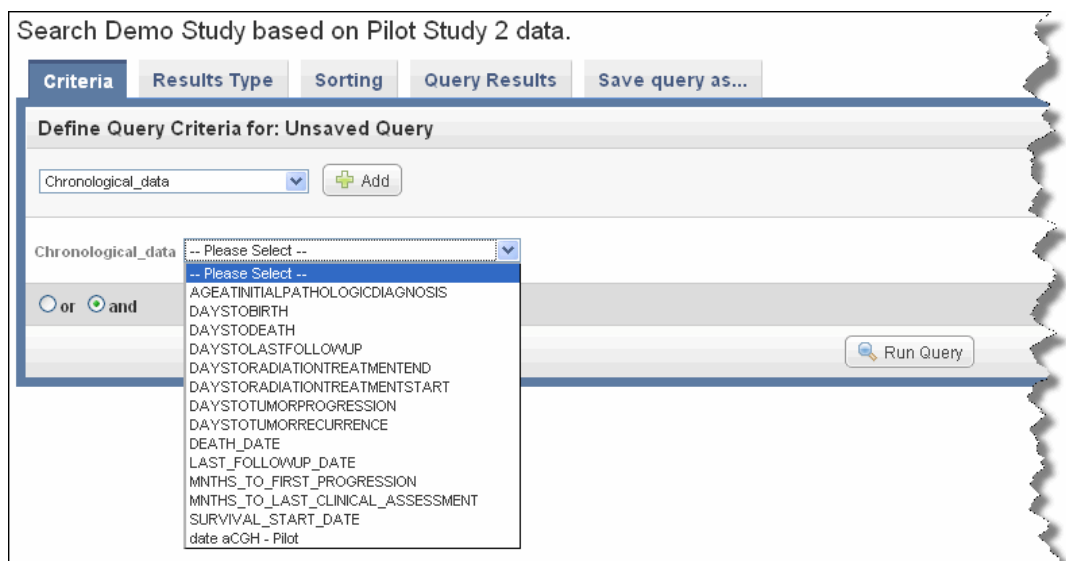 Search Demo Study based on Pilot Study 2 data.
Criteria Results Type Sorting Query Results Save query as...
Define Query Criteria for: Unsaved Query
Chronological_data Add
Chronological_data -- Please Select --
-- Please Select --
AGEATINITIALPATHOLOGICDIAGNOSIS
DAYSTOBIRTH
DAYSTODEATH
DAYSTOLASTFOLLOWUP
DAYSTORADIATIONTREATMENTEND
DAYSTORADIATIONTREATMENTSTART
DAYSTOTUMORPROGRESSION
DAYSTOTUMORRECURRENCE
DEATH_DATE
LAST_FOLLOWUP_DATE
MNTHS_TO_FIRST_PROGRESSION
MNTHS_TO_LAST_CLINICAL_ASSESSMENT
SURVIVAL_START_DATE
date aCGH - Pilot
or and
Run Query